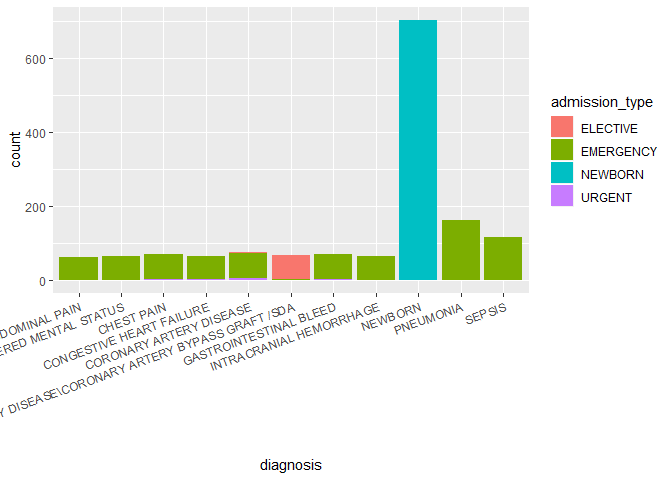 600
400
200
0
count
DOMINAL PAIN
ERED MENTAL STATUS
CHEST PAIN
CONGESTIVE HEART FAILURE
CORONARY ARTERY DISEASE
Y DISEASE\CORONARY ARTERY BYPASS GRAFT /SDA
GASTROINTESTINAL BLEED
INTRACRANIAL HEMORRHAGE
NEWBORN
PNEUMONIA
SEPSIS
diagnosis
admission_type
ELECTIVE
EMERGENCY
NEWBORN
URGENT